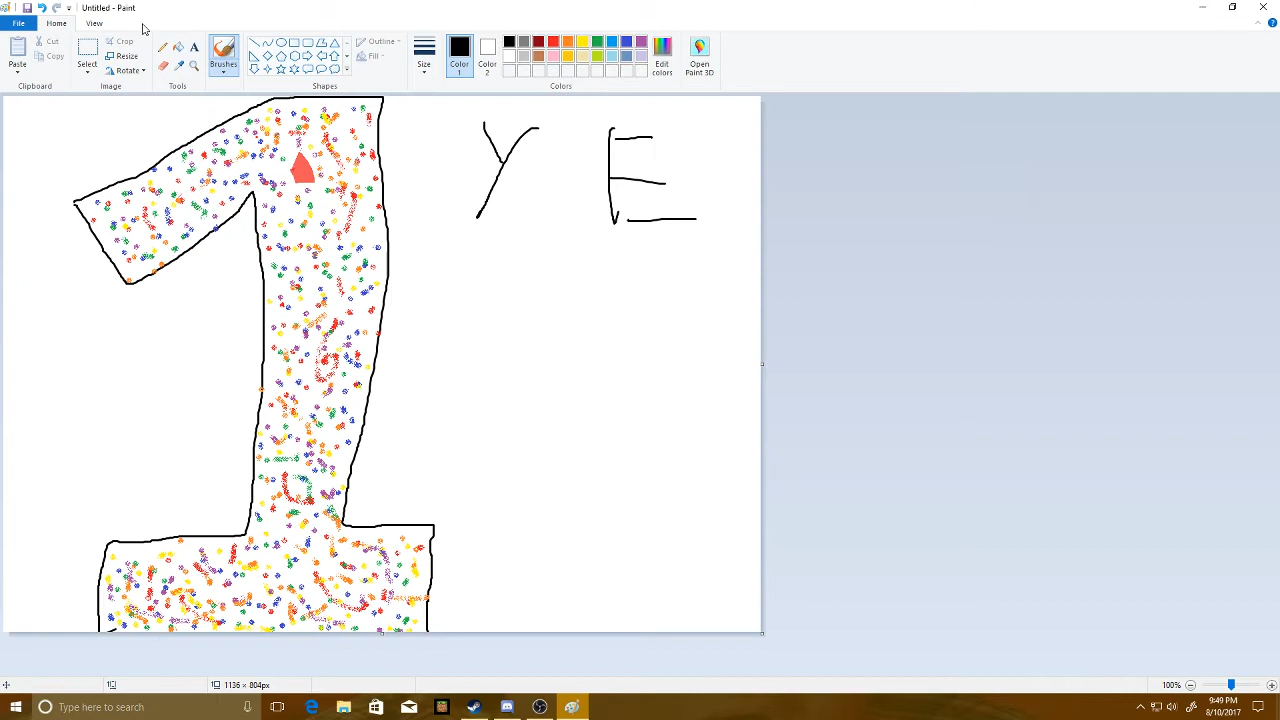 Untitled - Paint
File Home View
Paste Cut Copy Clipboard
Select Crop Resize Rotate Image
A Tools
Brushes
Outline Fill Shapes
Size
Color 1
Color 2
Edit colors Colors
Open Paint 3D
1 Y E
1136 × 804px 100%
Type here to search
9:49 PM
8/10/2017